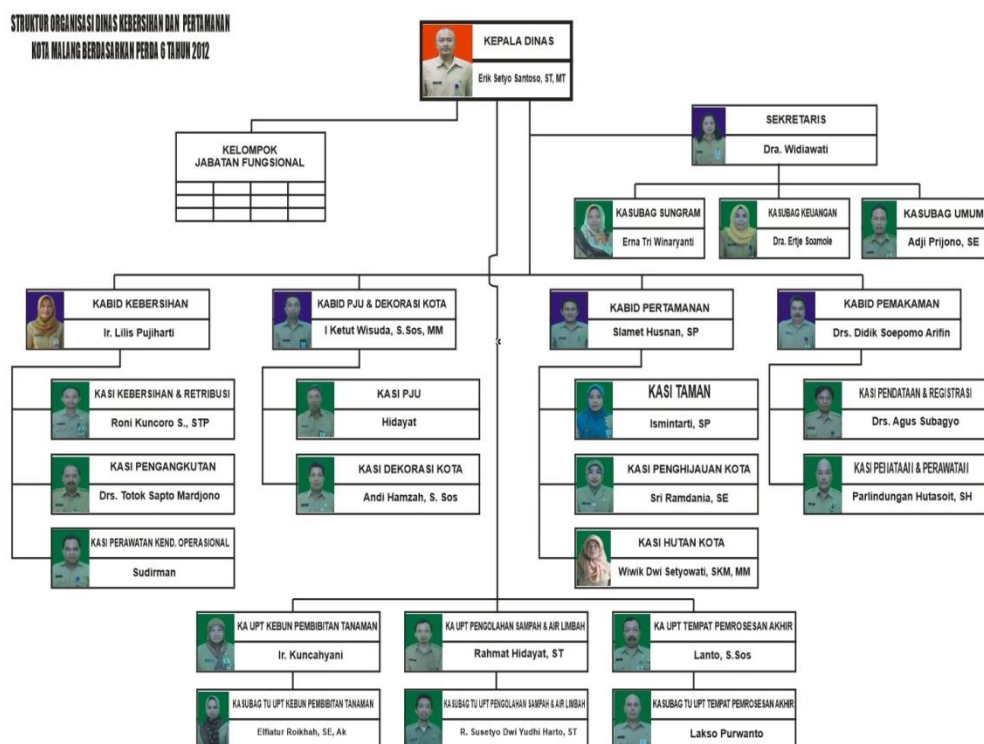 STRUKTUR ORGANISASI DINAS KEBERSIHAN DAN PERTAMANAN
KOTA MALANG BERDASARKAN PERDA 6 TAHUN 2012
KEPALA DINAS
Erik Setyo Santoso, ST, MT
KELOMPOK
JABATAN FUNGSIONAL
SEKRETARIS
Dra. Widiawati
KASUBAG SUNGRAM
Erna Tri Winaryanti
KASUBAG KEUANGAN
Dra. Ertje Soamole
KASUBAG UMUM
Adji Prijono, SE
KABID KEBERSIHAN
Ir. Lilis Pujiharti
KABID PJU & DEKORASI KOTA
I Ketut Wisuda, S.Sos, MM
KABID PERTAMANAN
Slamet Husnan, SP
KABID PEMAKAMAN
Drs. Didik Soepomo Arifin
KASI KEBERSIHAN & RETRIBUSI
Roni Kuncoro S., STP
KASI PJU
Hidayat
KASI TAMAN
Ismintarti, SP
KASI PENDATAAN & REGISTRASI
Drs. Agus Subagyo
KASI PENGANGKUTAN
Drs. Totok Sapto Mardjono
KASI DEKORASI KOTA
Andi Hamzah, S. Sos
KASI PENGHIJAUAN KOTA
Sri Ramdania, SE
KASI PEIIATAAII & PERAWATAII
Parlindungan Hutasoit, SH
KASI PERAWATAN KEND. OPERASIONAL
Sudirman
KASI HUTAN KOTA
Wiwik Dwi Setyowati, SKM, MM
KA UPT KEBUN PEMBIBITAN TANAMAN
Ir. Kuncahyani
KA UPT PENGOLAHAN SAMPAH & AIR LIMBAH
Rahmat Hidayat, ST
KA UPT TEMPAT PEMROSESAN AKHIR
Lanto, S.Sos
KASUBAG TU UPT KEBUN PEMBIBITAN TANAMAN
Elfiatur Roikhah, SE, Ak
KASUBAG TU UPT PENGOLAHAN SAMPAH & AIR LIMBAH
R. Susetyo Dwi Yudhi Harto, ST
KASUBAG TU UPT TEMPAT PEMROSESAN AKHIR
Lakso Purwanto